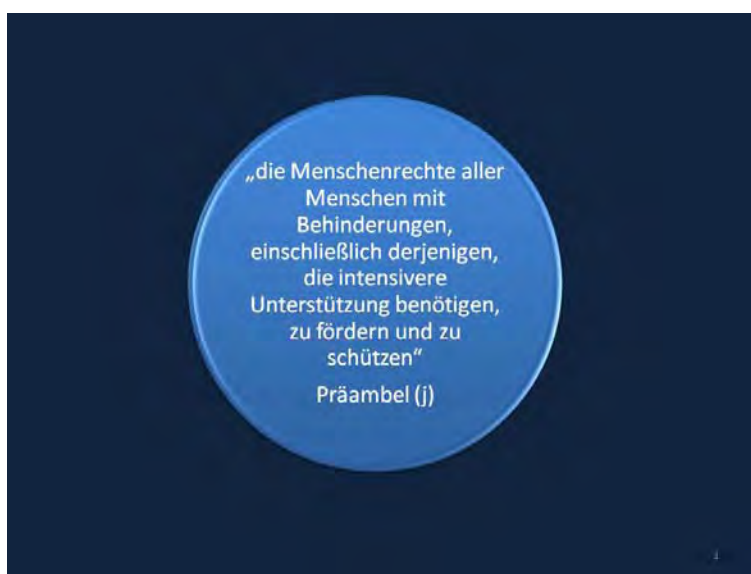 „die Menschenrechte aller
Menschen mit
Behinderungen,
einschließlich derjenigen,
die intensivere
Unterstützung benötigen,
zu fördern und zu
schützen“
Präambel (j)